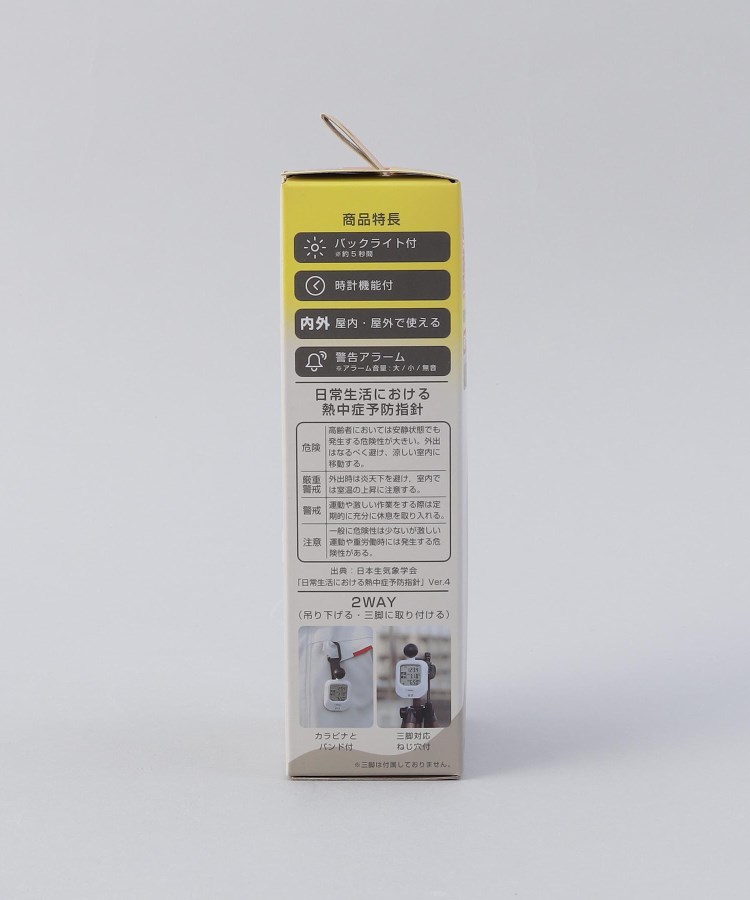 商品特長
バックライト付
※約5秒間
時計機能付
内外 屋内・屋外で使える
警告アラーム
※アラーム音量：大/小/無音
日常生活における
熱中症予防指針
危険
高齢者においては安静状態でも
発生する危険性が大きい。外出
はなるべく避け、涼しい室内に
移動する。
厳重
警戒
外出時は炎天下を避け、室内で
は室温の上昇に注意する。
警戒
運動や激しい作業をする際は定
期的に充分に休息を取り入れる。
注意
一般に危険性は少ないが激しい
運動や重労働時には発生する危
険性がある。
出典：日本生気象学会
「日常生活における熱中症予防指針」Ver.4
2WAY
（吊り下げる・三脚に取り付ける）
カラビナと
バンド付
三脚対応
ねじ穴付
※三脚は付属しておりません。